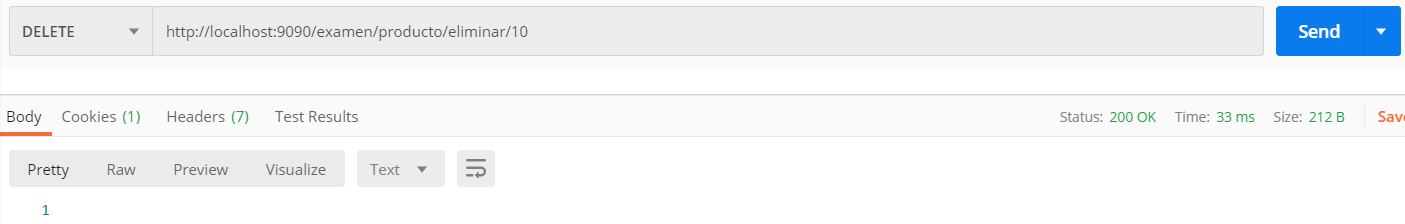 DELETE http://localhost:9090/examen/producto/eliminar/10 Send
Body Cookies (1) Headers (7) Test Results Status: 200 OK Time: 33 ms Size: 212 B Save
Pretty Raw Preview Visualize Text
1